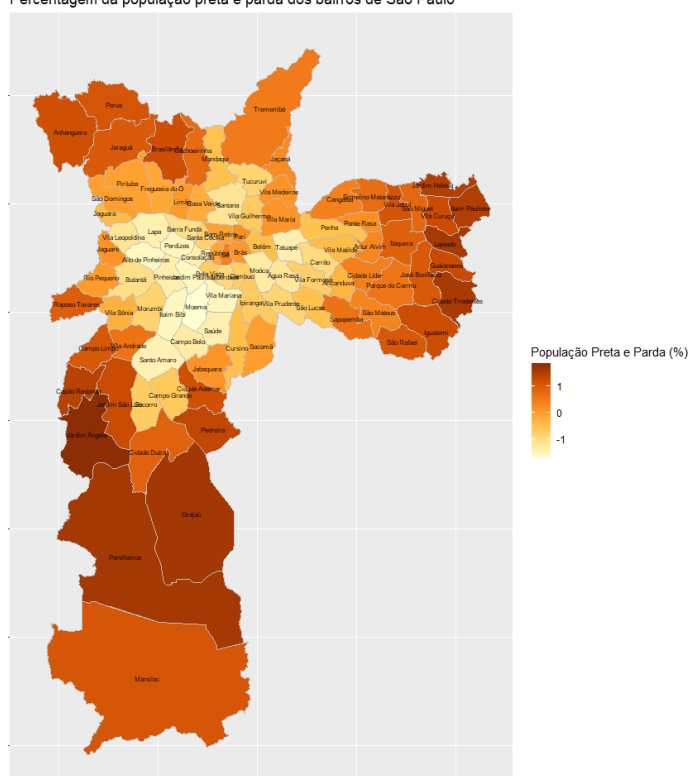 Percentagem da população preta e parda dos bairros de São Paulo
Tremembé
Perus
Anhanguera
Jaraguá
Brasilândia
Cachoeirinha
Mandaqui
Jaçanã
Tucuruvi
Vila Medeiros
Pirituba
Freguesia do Ó
São Domingos
Limão
Casa Verde
Santana
Jaguara
Vila Guilherme
Vila Maria
Cangaíba
Ermelino Matarazzo
Vila Jacuí
São Miguel
Jardim Helena
Itaim Paulista
Vila Curuçá
Vila Leopoldina
Lapa
Barra Funda
Bom Retiro
Pari
Santa Cecília
Perdizes
Belém
Tatuapé
Penha
Ponte Rasa
Vila Matilde
Artur Alvim
Itaquera
Lajeado
Jaguaré
Alto de Pinheiros
Consolação
República
Sé
Brás
Carrão
Guaianases
Rio Pequeno
Butantã
Pinheiros
Jardim Paulista
Bela Vista
Liberdade
Cambuci
Moóca
Água Rasa
Vila Formosa
Aricanduva
Cidade Líder
José Bonifácio
Parque do Carmo
Cidade Tiradentes
Raposo Tavares
Vila Sônia
Morumbi
Itaim Bibi
Moema
Vila Mariana
Ipiranga
Vila Prudente
São Lucas
Sapopemba
São Mateus
Iguatemi
São Rafael
Saúde
Campo Belo
Cursino
Sacomã
Campo Limpo
Vila Andrade
Santo Amaro
Jabaquara
Capão Redondo
Jardim São Luís
Socorro
Campo Grande
Cidade Ademar
Jardim Ângela
Cidade Dutra
Pedreira
Grajaú
Parelheiros
Marsilac
População Preta e Parda (%)
1
0
-1